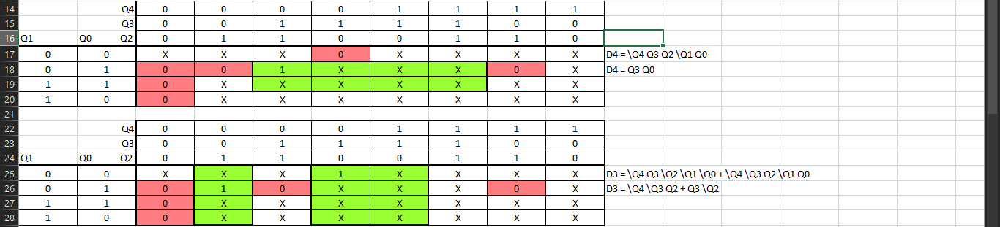 14 Q4 0 0 0 0 1 1 1 1
15 Q3 0 0 1 1 1 1 0 0
16 Q1 Q0 Q2 0 1 1 0 0 1 1 0
17 0 0 X X X 0 X X X X D4 = \Q4 Q3 Q2 \Q1 Q0
18 0 1 0 0 1 X X X 0 X D4 = Q3 Q0
19 1 1 0 X X X X X X X
20 1 0 0 X X X X X X X
21
22 Q4 0 0 0 0 1 1 1 1
23 Q3 0 0 1 1 1 1 0 0
24 Q1 Q0 Q2 0 1 1 0 0 1 1 0
25 0 0 X X X 1 X X X X D3 = \Q4 Q3 \Q2 \Q1 \Q0 + \Q4 \Q3 Q2 \Q1 Q0
26 0 1 0 1 0 X X X 0 X D3 = \Q4 \Q3 Q2 + Q3 \Q2
27 1 1 0 X X X X X X X
28 1 0 0 X X X X X X X